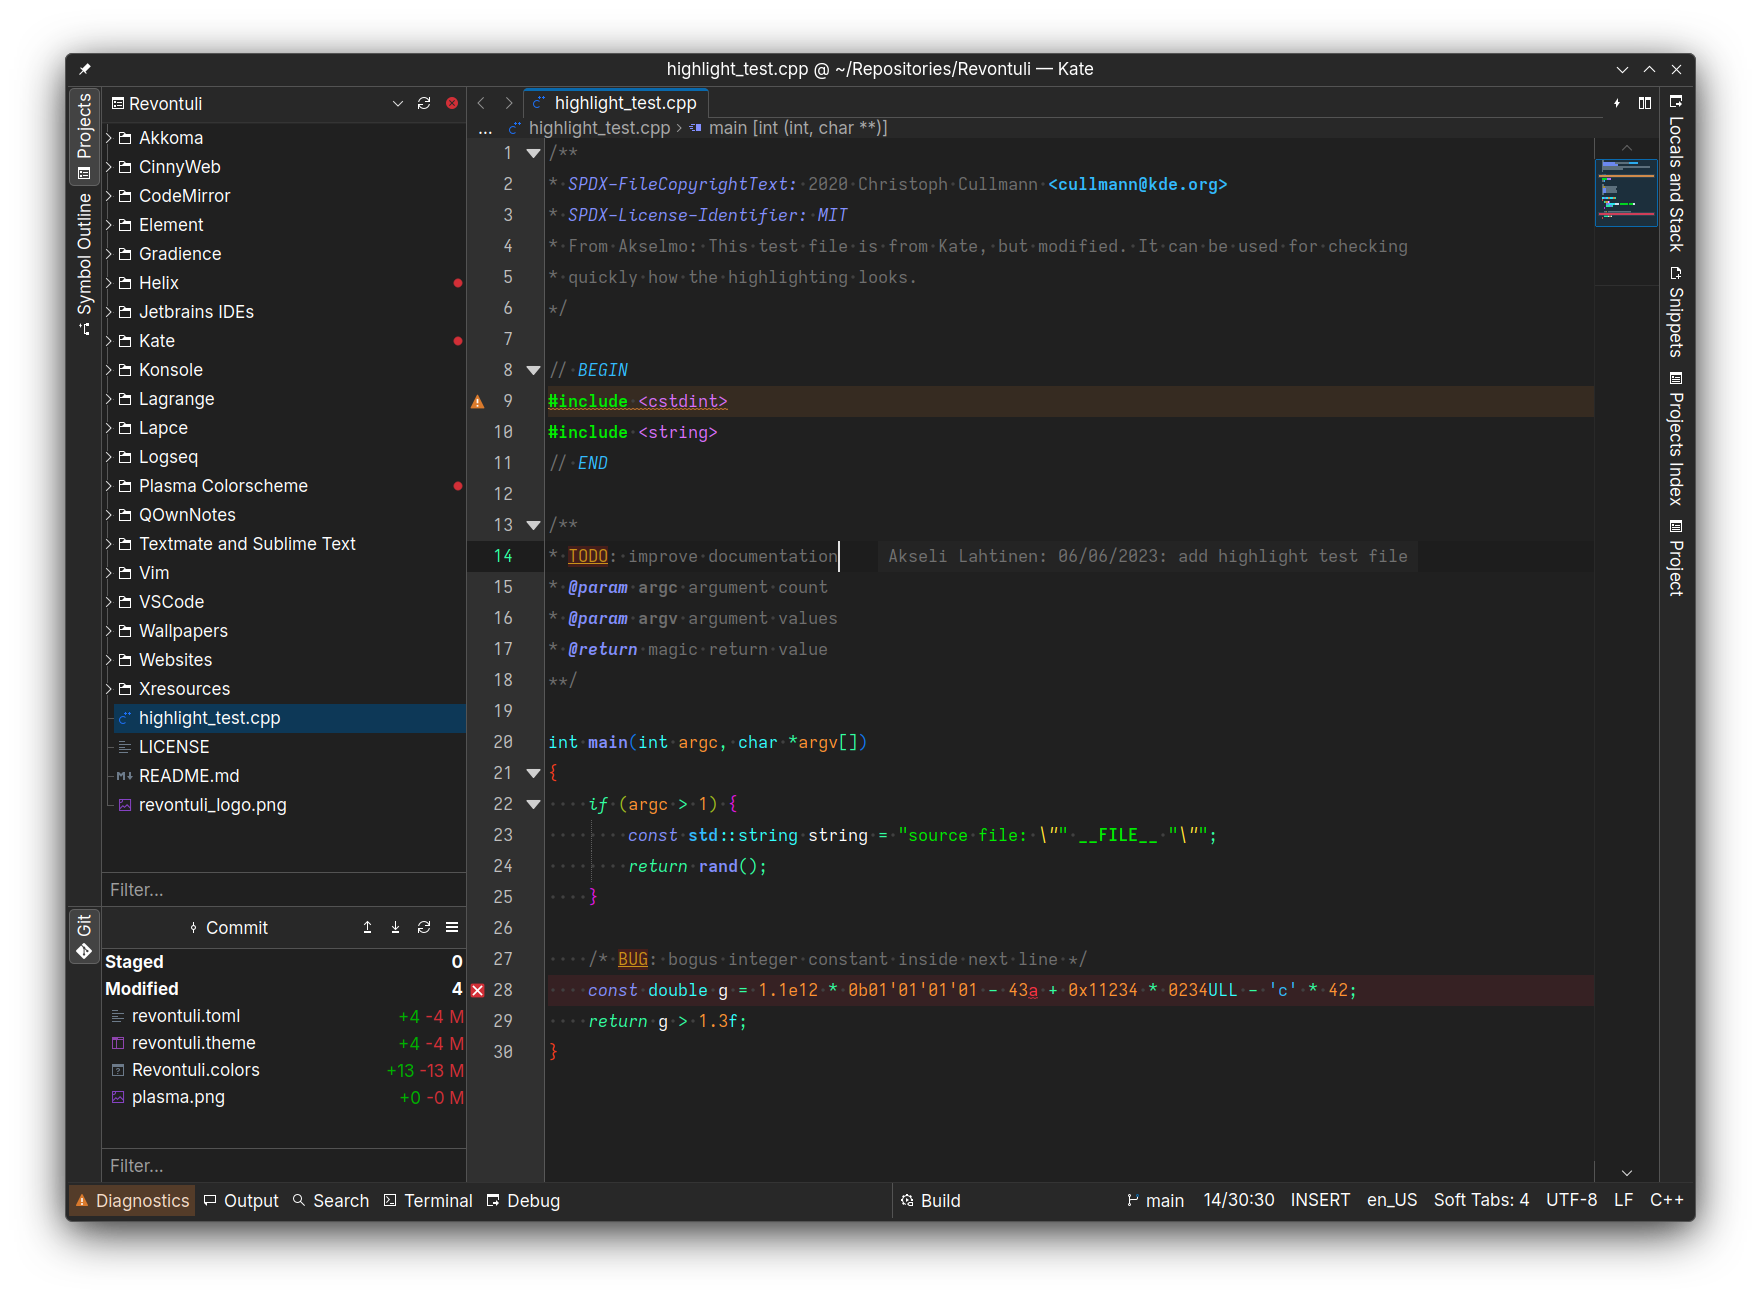 highlight_test.cpp @ ~/Repositories/Revontuli — Kate
Projects
Symbol Outline
Git
Revontuli
Akkoma
CinnyWeb
CodeMirror
Element
Gradience
Helix
Jetbrains IDEs
Kate
Konsole
Lagrange
Lapce
Logseq
Plasma Colorscheme
QOwnNotes
Textmate and Sublime Text
Vim
VSCode
Wallpapers
Websites
Xresources
highlight_test.cpp
LICENSE
README.md
revontuli_logo.png
Filter...
Commit
Staged 0
Modified 4
revontuli.toml +4 -4 M
revontuli.theme +4 -4 M
Revontuli.colors +13 -13 M
plasma.png +0 -0 M
Filter...
highlight_test.cpp
... highlight_test.cpp > main [int (int, char **)]
1 /**
2 * SPDX-FileCopyrightText: 2020 Christoph Cullmann <cullmann@kde.org>
3 * SPDX-License-Identifier: MIT
4 * From Akselmo: This test file is from Kate, but modified. It can be used for checking
5 * quickly how the highlighting looks.
6 */
7
8 // BEGIN
9 #include <cstdint>
10 #include <string>
11 // END
12
13 /**
14 * TODO: improve documentation Akseli Lahtinen: 06/06/2023: add highlight test file
15 * @param argc argument count
16 * @param argv argument values
17 * @return magic return value
18 **/
19
20 int main(int argc, char *argv[])
21 {
22 if (argc > 1) {
23 const std::string string = "source file: \"" __FILE__ "\"";
24 return rand();
25 }
26
27 /* BUG: bogus integer constant inside next line */
28 const double g = 1.1e12 * 0b01'01'01'01 - 43a + 0x11234 * 0234ULL - 'c' * 42;
29 return g > 1.3f;
30 }
Locals and Stack
Snippets
Projects Index
Project
Diagnostics Output Search Terminal Debug Build main 14/30:30 INSERT en_US Soft Tabs: 4 UTF-8 LF C++